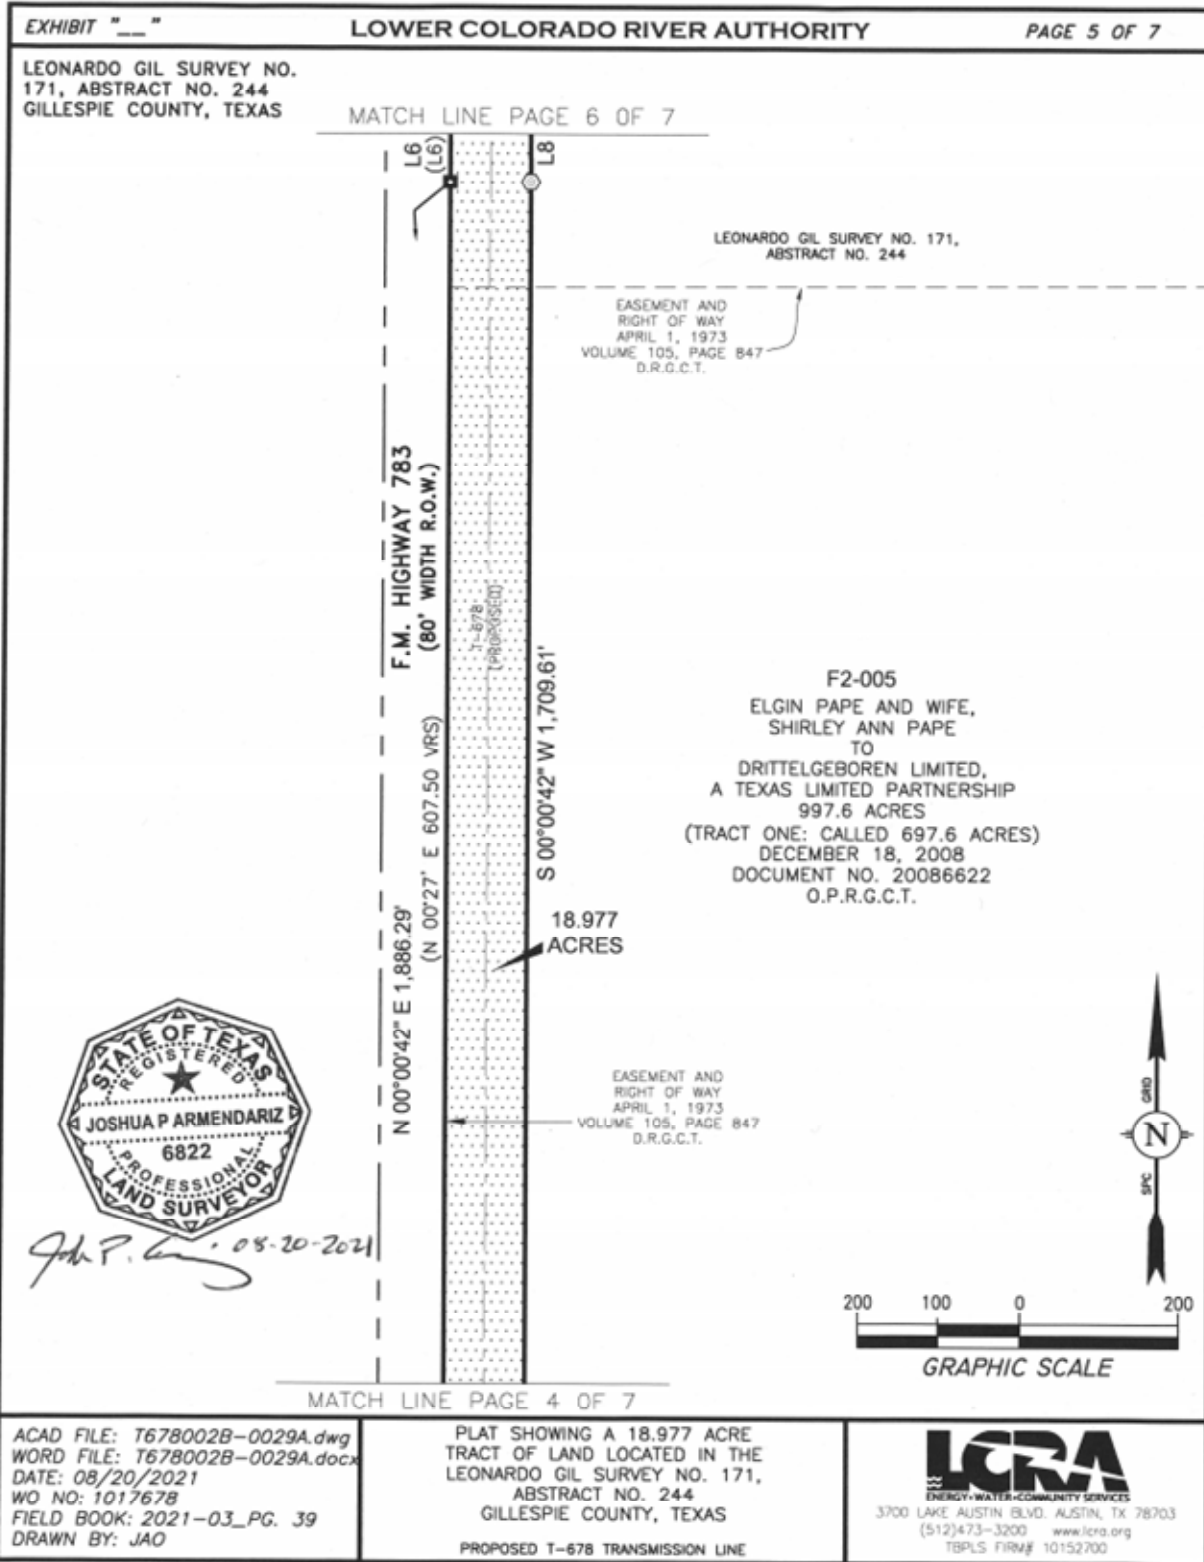 EXHIBIT "__"
LOWER COLORADO RIVER AUTHORITY
PAGE 5 OF 7
LEONARDO GIL SURVEY NO.
171, ABSTRACT NO. 244
GILLESPIE COUNTY, TEXAS
MATCH LINE PAGE 6 OF 7
L6
(L6)
L8
LEONARDO GIL SURVEY NO. 171,
ABSTRACT NO. 244
EASEMENT AND
RIGHT OF WAY
APRIL 1, 1973
VOLUME 105, PAGE 847
D.R.G.C.T.
F.M. HIGHWAY 783
(80' WIDTH R.O.W.)
T-678
(PROPOSED)
N 00°00'42" E 1,886.29'
(N 00°27' E 607.50 VRS)
S 00°00'42" W 1,709.61'
F2-005
ELGIN PAPE AND WIFE,
SHIRLEY ANN PAPE
TO
DRITTELGEBOREN LIMITED,
A TEXAS LIMITED PARTNERSHIP
997.6 ACRES
(TRACT ONE: CALLED 697.6 ACRES)
DECEMBER 18, 2008
DOCUMENT NO. 20086622
O.P.R.G.C.T.
18.977
ACRES
EASEMENT AND
RIGHT OF WAY
APRIL 1, 1973
VOLUME 105, PAGE 847
D.R.G.C.T.
STATE OF TEXAS
REGISTERED
JOSHUA P ARMENDARIZ
6822
PROFESSIONAL
LAND SURVEYOR
08-20-2021
GRID
N
SPC
200 100 0 200
GRAPHIC SCALE
MATCH LINE PAGE 4 OF 7
ACAD FILE: T678002B-0029A.dwg
WORD FILE: T678002B-0029A.docx
DATE: 08/20/2021
WO NO: 1017678
FIELD BOOK: 2021-03_PG. 39
DRAWN BY: JAO
PLAT SHOWING A 18.977 ACRE
TRACT OF LAND LOCATED IN THE
LEONARDO GIL SURVEY NO. 171,
ABSTRACT NO. 244
GILLESPIE COUNTY, TEXAS
PROPOSED T-678 TRANSMISSION LINE
LCRA
ENERGY•WATER•COMMUNITY SERVICES
3700 LAKE AUSTIN BLVD. AUSTIN, TX 78703
(512)473-3200 www.lcra.org
TBPLS FIRM# 10152700